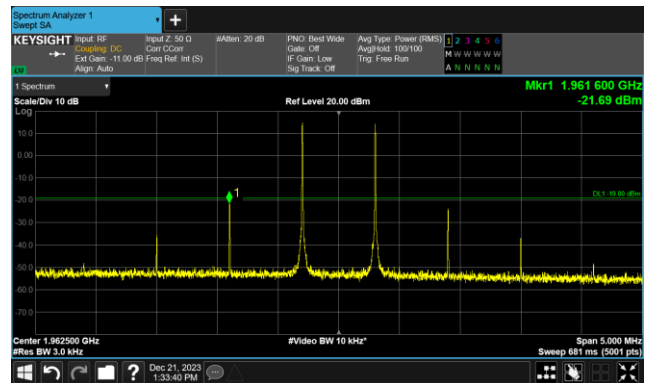 Spectrum Analyzer 1
Swept SA
KEYSIGHT
Input: RF
Coupling: DC
Ext Gain: -11.00 dB
Align: Auto
Input Z: 50 Ω
Corr CCorr
Freq Ref: Int (S)
#Atten: 20 dB
PNO: Best Wide
Gate: Off
IF Gain: Low
Sig Track: Off
Avg Type: Power (RMS)
Avg|Hold: 100/100
Trig: Free Run
1 2 3 4 5 6
M W W W W W
A N N N N N
1 Spectrum
Mkr1 1.961 600 GHz
Scale/Div 10 dB
Ref Level 20.00 dBm
-21.69 dBm
Log
10.0
0.00
-10.0
1
DL1 -19.00 dBm
-20.0
-30.0
-40.0
-50.0
-60.0
-70.0
Center 1.962500 GHz
#Video BW 10 kHz*
Span 5.000 MHz
#Res BW 3.0 kHz
Sweep 681 ms (5001 pts)
?
Dec 21, 2023
1:33:40 PM